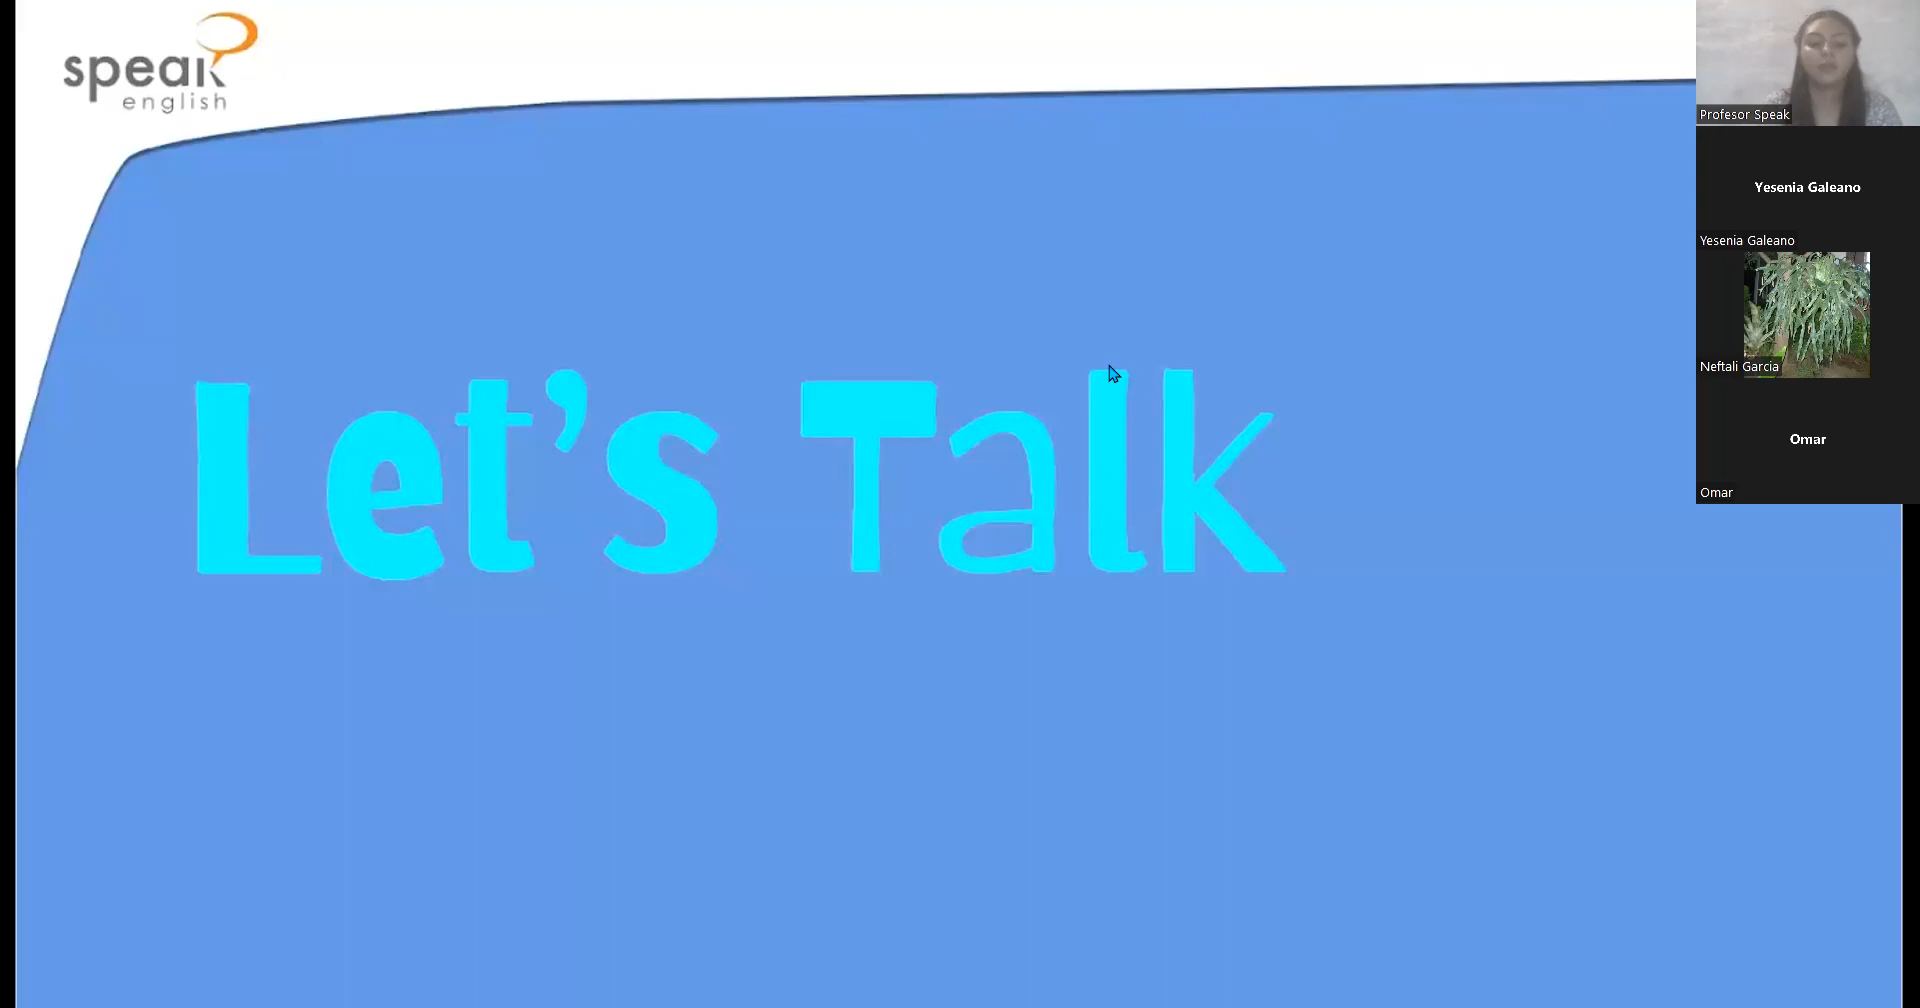 speak
english
Let's Talk
Profesor Speak
Yesenia Galeano
Yesenia Galeano
Neftali Garcia
Omar
Omar